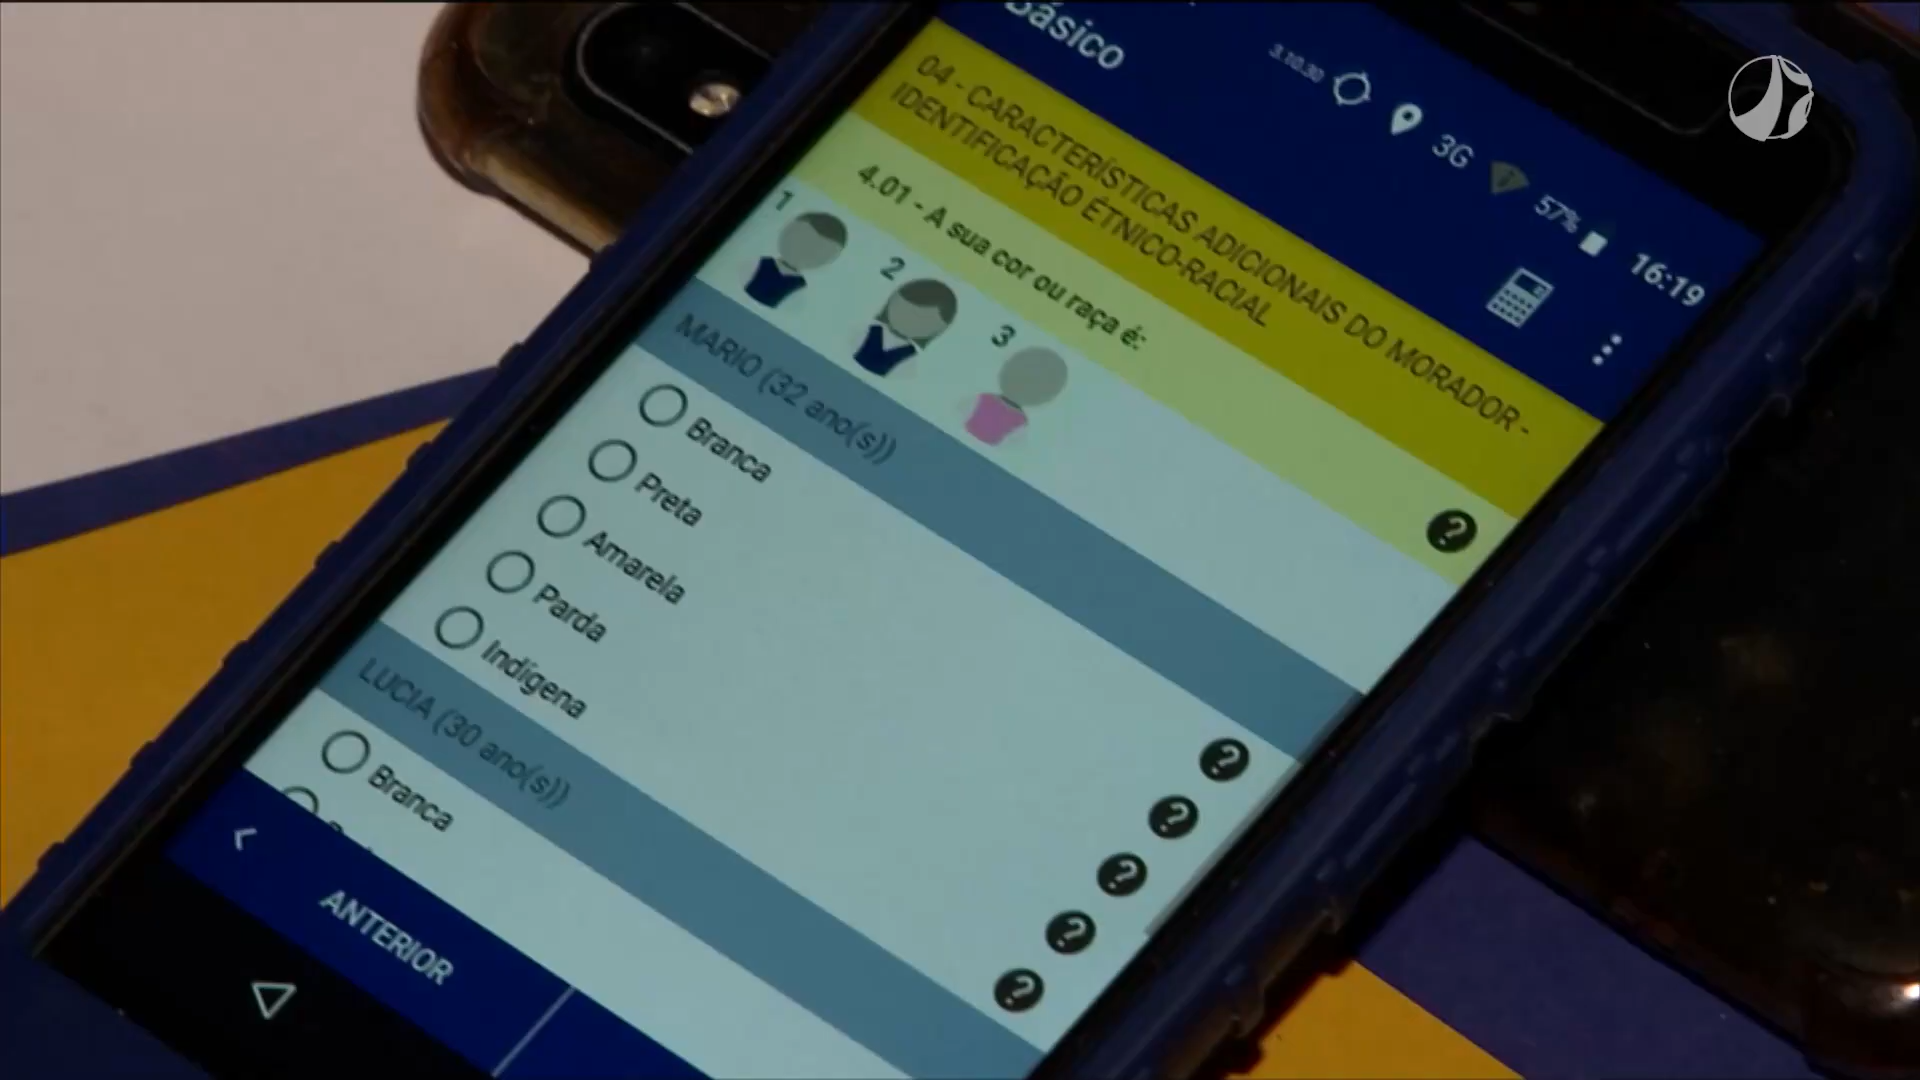 Básico
3.10.30
3G
57%
16:19
04 - CARACTERÍSTICAS ADICIONAIS DO MORADOR -
IDENTIFICAÇÃO ÉTNICO-RACIAL
4.01 - A sua cor ou raça é:
?
1
2
3
MARIO (32 ano(s))
Branca
?
Preta
?
Amarela
?
Parda
?
Indígena
?
LUCIA (30 ano(s))
Branca
ANTERIOR